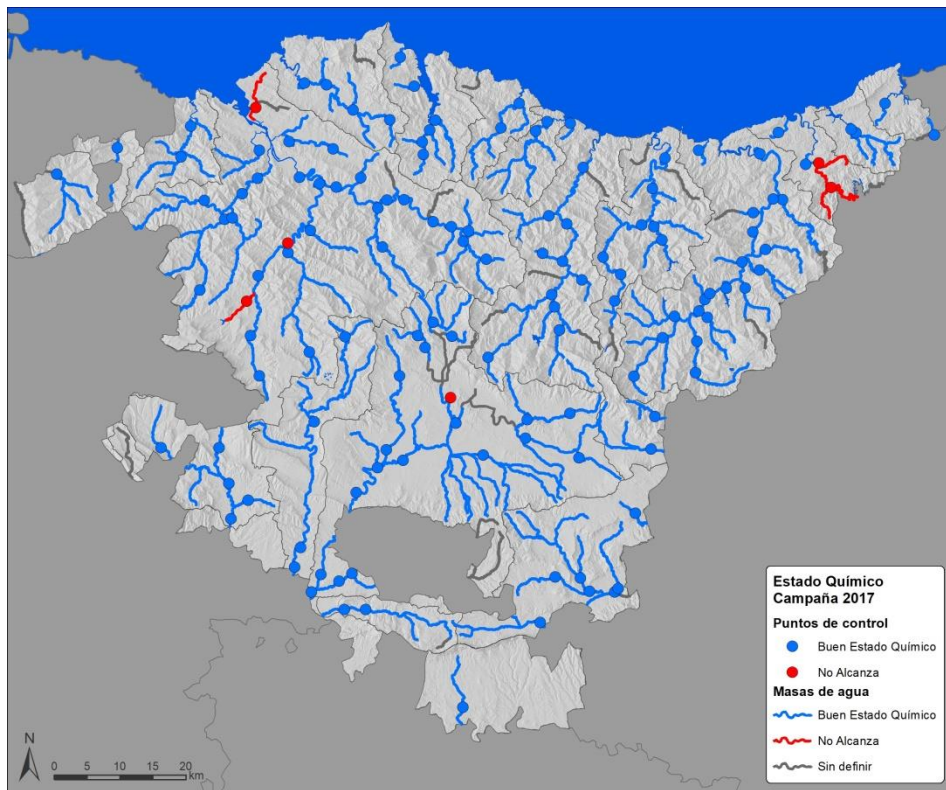 Estado Químico
Campaña 2017
Puntos de control
Buen Estado Químico
No Alcanza
Masas de agua
Buen Estado Químico
No Alcanza
Sin definir
N
0 5 10 15 20
km